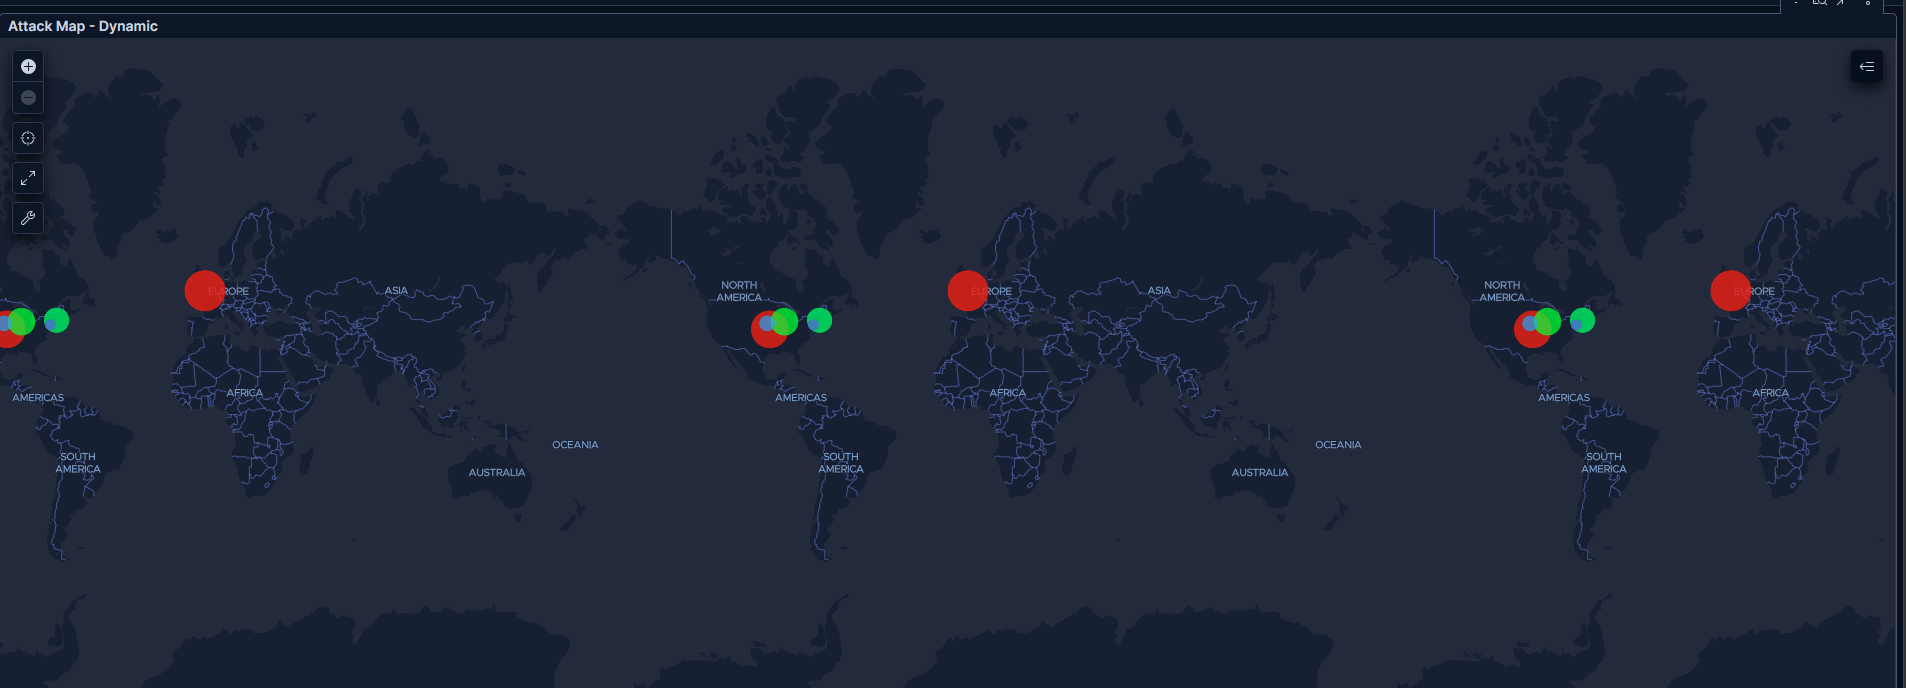 Attack Map - Dynamic
EUROPE
ASIA
NORTH
AMERICA
EUROPE
ASIA
NORTH
AMERICA
EUROPE
AMERICAS
AFRICA
AMERICAS
AFRICA
AMERICAS
AFRICA
OCEANIA
OCEANIA
SOUTH
AMERICA
AUSTRALIA
SOUTH
AMERICA
AUSTRALIA
SOUTH
AMERICA